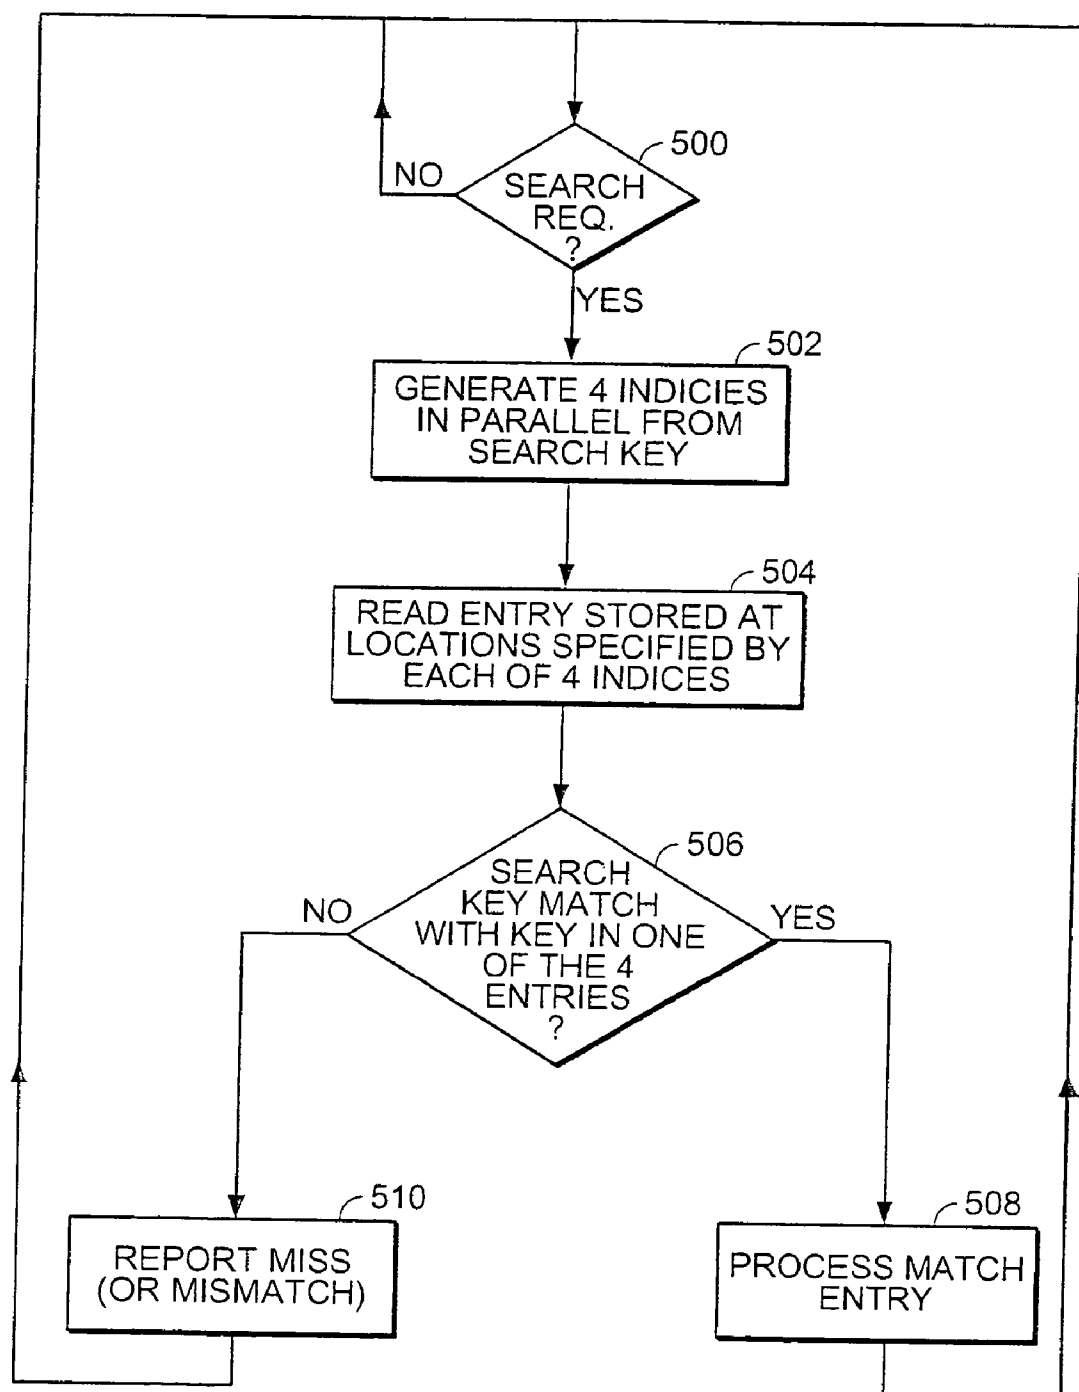 500
NO
SEARCH
REQ.
?
YES
502
GENERATE 4 INDICIES
IN PARALLEL FROM
SEARCH KEY
504
READ ENTRY STORED AT
LOCATIONS SPECIFIED BY
EACH OF 4 INDICES
506
SEARCH
KEY MATCH
WITH KEY IN ONE
OF THE 4
ENTRIES
?
NO
YES
510
REPORT MISS
(OR MISMATCH)
508
PROCESS MATCH
ENTRY